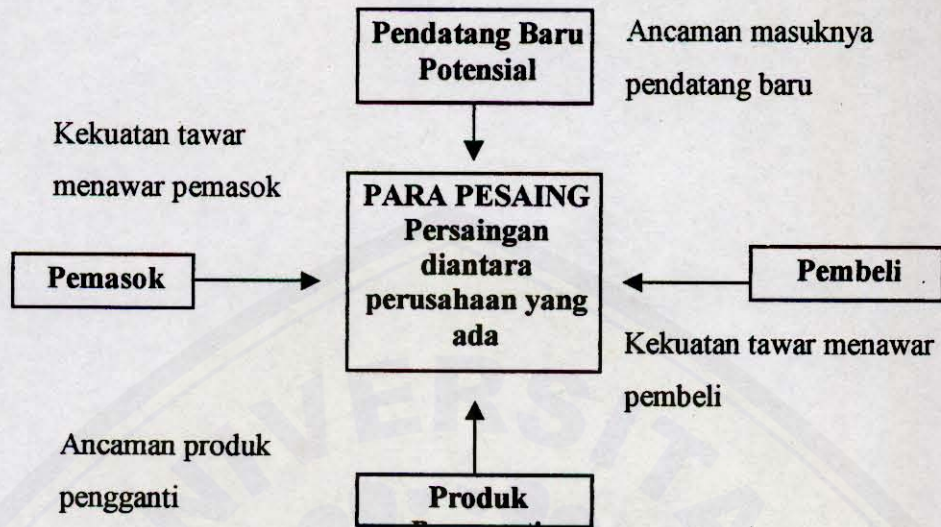 Pendatang Baru
Potensial
Ancaman masuknya
pendatang baru
Kekuatan tawar
menawar pemasok
PARA PESAING
Persaingan
diantara
perusahaan yang
ada
Pemasok
Pembeli
Kekuatan tawar menawar
pembeli
Ancaman produk
pengganti
Produk